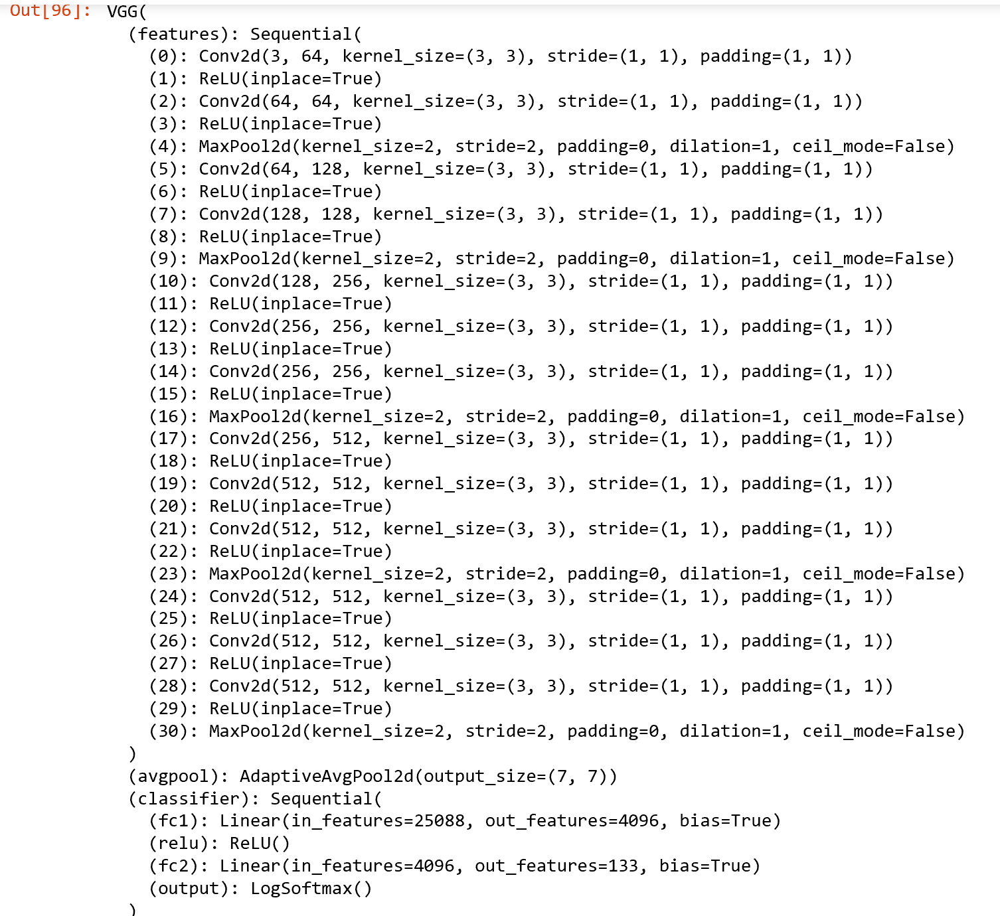 Out[96]: VGG(
(features): Sequential(
(0): Conv2d(3, 64, kernel_size=(3, 3), stride=(1, 1), padding=(1, 1))
(1): ReLU(inplace=True)
(2): Conv2d(64, 64, kernel_size=(3, 3), stride=(1, 1), padding=(1, 1))
(3): ReLU(inplace=True)
(4): MaxPool2d(kernel_size=2, stride=2, padding=0, dilation=1, ceil_mode=False)
(5): Conv2d(64, 128, kernel_size=(3, 3), stride=(1, 1), padding=(1, 1))
(6): ReLU(inplace=True)
(7): Conv2d(128, 128, kernel_size=(3, 3), stride=(1, 1), padding=(1, 1))
(8): ReLU(inplace=True)
(9): MaxPool2d(kernel_size=2, stride=2, padding=0, dilation=1, ceil_mode=False)
(10): Conv2d(128, 256, kernel_size=(3, 3), stride=(1, 1), padding=(1, 1))
(11): ReLU(inplace=True)
(12): Conv2d(256, 256, kernel_size=(3, 3), stride=(1, 1), padding=(1, 1))
(13): ReLU(inplace=True)
(14): Conv2d(256, 256, kernel_size=(3, 3), stride=(1, 1), padding=(1, 1))
(15): ReLU(inplace=True)
(16): MaxPool2d(kernel_size=2, stride=2, padding=0, dilation=1, ceil_mode=False)
(17): Conv2d(256, 512, kernel_size=(3, 3), stride=(1, 1), padding=(1, 1))
(18): ReLU(inplace=True)
(19): Conv2d(512, 512, kernel_size=(3, 3), stride=(1, 1), padding=(1, 1))
(20): ReLU(inplace=True)
(21): Conv2d(512, 512, kernel_size=(3, 3), stride=(1, 1), padding=(1, 1))
(22): ReLU(inplace=True)
(23): MaxPool2d(kernel_size=2, stride=2, padding=0, dilation=1, ceil_mode=False)
(24): Conv2d(512, 512, kernel_size=(3, 3), stride=(1, 1), padding=(1, 1))
(25): ReLU(inplace=True)
(26): Conv2d(512, 512, kernel_size=(3, 3), stride=(1, 1), padding=(1, 1))
(27): ReLU(inplace=True)
(28): Conv2d(512, 512, kernel_size=(3, 3), stride=(1, 1), padding=(1, 1))
(29): ReLU(inplace=True)
(30): MaxPool2d(kernel_size=2, stride=2, padding=0, dilation=1, ceil_mode=False)
)
(avgpool): AdaptiveAvgPool2d(output_size=(7, 7))
(classifier): Sequential(
(fc1): Linear(in_features=25088, out_features=4096, bias=True)
(relu): ReLU()
(fc2): Linear(in_features=4096, out_features=133, bias=True)
(output): LogSoftmax()
)